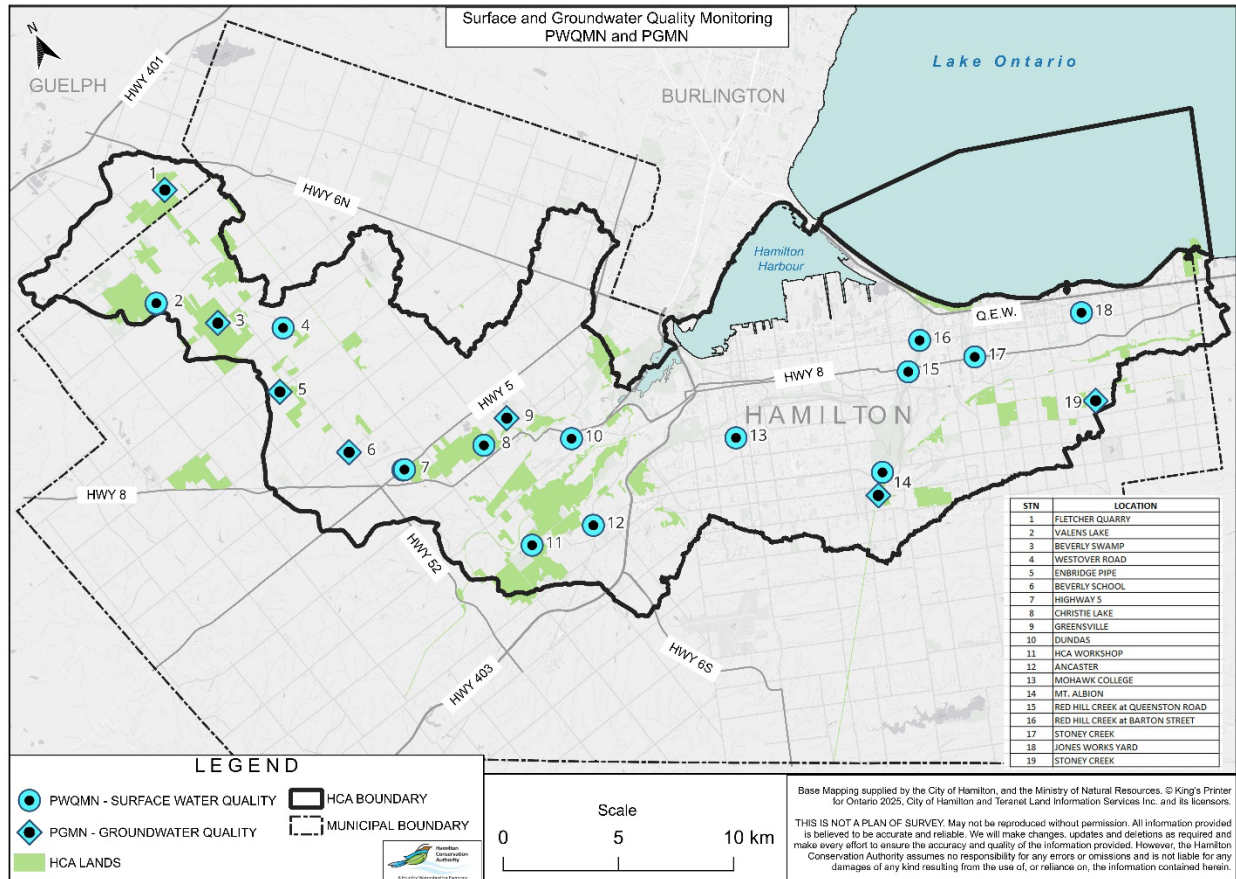 Surface and Groundwater Quality Monitoring
PWQMN and PGMN
N
GUELPH
HWY 401
BURLINGTON
Lake Ontario
HWY 6N
Hamilton
Harbour
1
2
3
4
5
6
HWY 5
7
8
9
10
11
12
13
14
15
16
17
18
19
Q.E.W.
HWY 8
HAMILTON
HWY 8
HWY 52
HWY 403
HWY 6S
STN LOCATION
1 FLETCHER QUARRY
2 VALENS LAKE
3 BEVERLY SWAMP
4 WESTOVER ROAD
5 ENBRIDGE PIPE
6 BEVERLY SCHOOL
7 HIGHWAY 5
8 CHRISTIE LAKE
9 GREENSVILLE
10 DUNDAS
11 HCA WORKSHOP
12 ANCASTER
13 MOHAWK COLLEGE
14 MT. ALBION
15 RED HILL CREEK at QUEENSTON ROAD
16 RED HILL CREEK at BARTON STREET
17 STONEY CREEK
18 JONES WORKS YARD
19 STONEY CREEK
LEGEND
PWQMN - SURFACE WATER QUALITY
PGMN - GROUNDWATER QUALITY
HCA LANDS
HCA BOUNDARY
MUNICIPAL BOUNDARY
Hamilton
Conservation
Authority
Scale
0 5 10 km
Base Mapping supplied by the City of Hamilton, and the Ministry of Natural Resources. © King's Printer
for Ontario 2025, City of Hamilton and Teranet Land Information Services Inc. and its licensors.
THIS IS NOT A PLAN OF SURVEY. May not be reproduced without permission. All information provided
is believed to be accurate and reliable. We will make changes, updates and deletions as required and
make every effort to ensure the accuracy and quality of the information provided. However, the Hamilton
Conservation Authority assumes no responsibility for any errors or omissions and is not liable for any
damages of any kind resulting from the use of, or reliance on, the information contained herein.